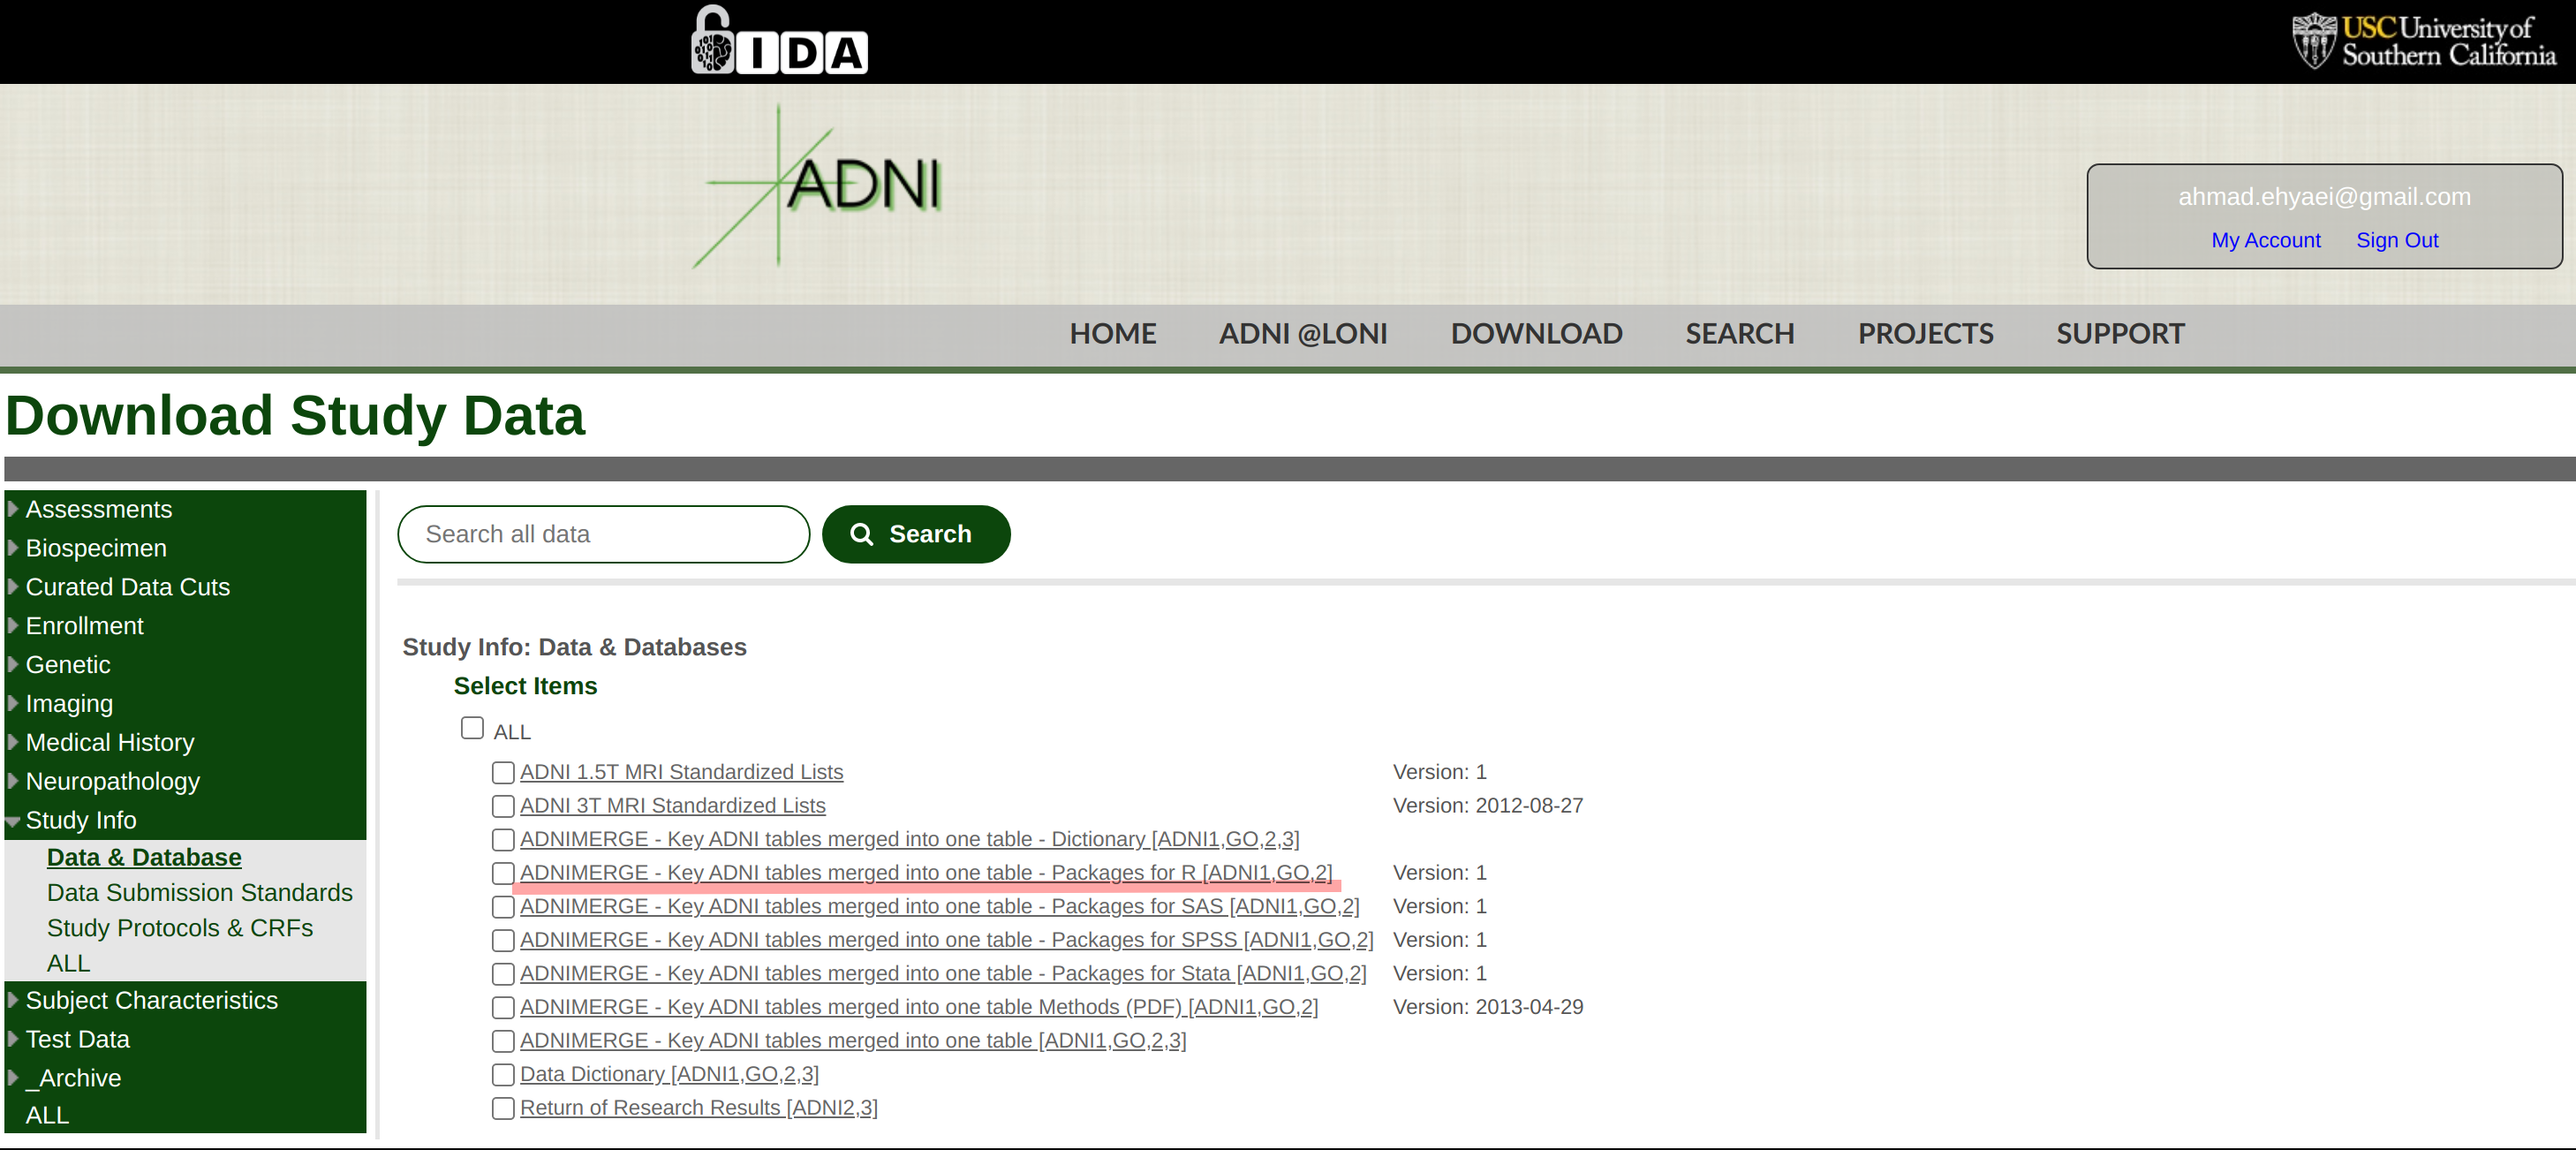 IDA
USC University of
Southern California
ADNI
ahmad.ehyaei@gmail.com
My Account Sign Out
HOME ADNI @LONI DOWNLOAD SEARCH PROJECTS SUPPORT
Download Study Data
Assessments
Biospecimen
Curated Data Cuts
Enrollment
Genetic
Imaging
Medical History
Neuropathology
Study Info
Data & Database
Data Submission Standards
Study Protocols & CRFs
ALL
Subject Characteristics
Test Data
_Archive
ALL
Search all data Search
Study Info: Data & Databases
Select Items
ALL
ADNI 1.5T MRI Standardized Lists Version: 1
ADNI 3T MRI Standardized Lists Version: 2012-08-27
ADNIMERGE - Key ADNI tables merged into one table - Dictionary [ADNI1,GO,2,3]
ADNIMERGE - Key ADNI tables merged into one table - Packages for R [ADNI1,GO,2] Version: 1
ADNIMERGE - Key ADNI tables merged into one table - Packages for SAS [ADNI1,GO,2] Version: 1
ADNIMERGE - Key ADNI tables merged into one table - Packages for SPSS [ADNI1,GO,2] Version: 1
ADNIMERGE - Key ADNI tables merged into one table - Packages for Stata [ADNI1,GO,2] Version: 1
ADNIMERGE - Key ADNI tables merged into one table Methods (PDF) [ADNI1,GO,2] Version: 2013-04-29
ADNIMERGE - Key ADNI tables merged into one table [ADNI1,GO,2,3]
Data Dictionary [ADNI1,GO,2,3]
Return of Research Results [ADNI2,3]